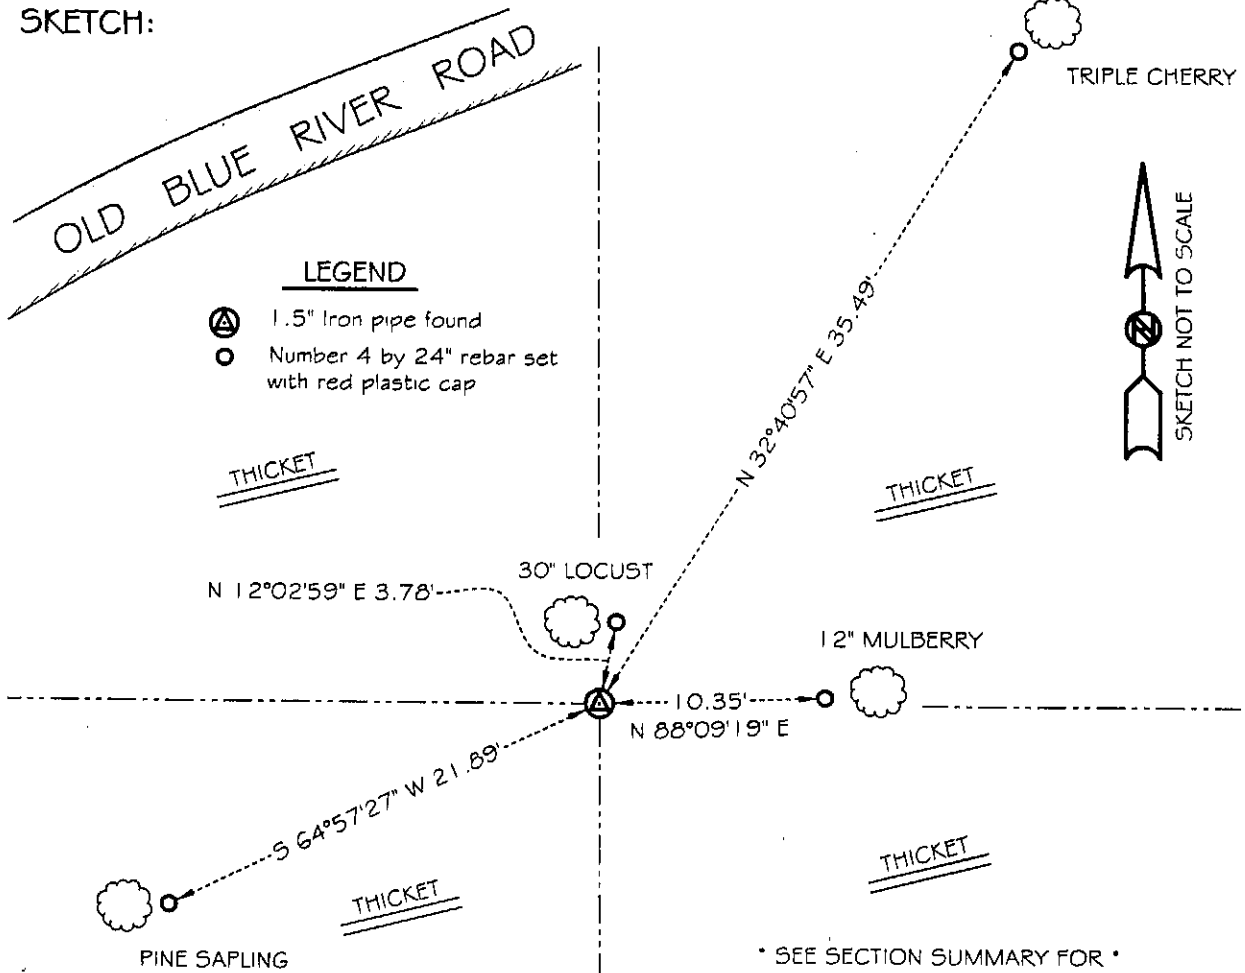 SKETCH:
OLD BLUE RIVER ROAD
TRIPLE CHERRY
LEGEND
1.5" Iron pipe found
Number 4 by 24" rebar set
with red plastic cap
N
SKETCH NOT TO SCALE
N 32°40'57" E 35.49'
THICKET
THICKET
30" LOCUST
N 12°02'59" E 3.78'
12" MULBERRY
10.35'
N 88°09'19" E
S 64°57'27" W 21.89'
THICKET
THICKET
PINE SAPLING
* SEE SECTION SUMMARY FOR *